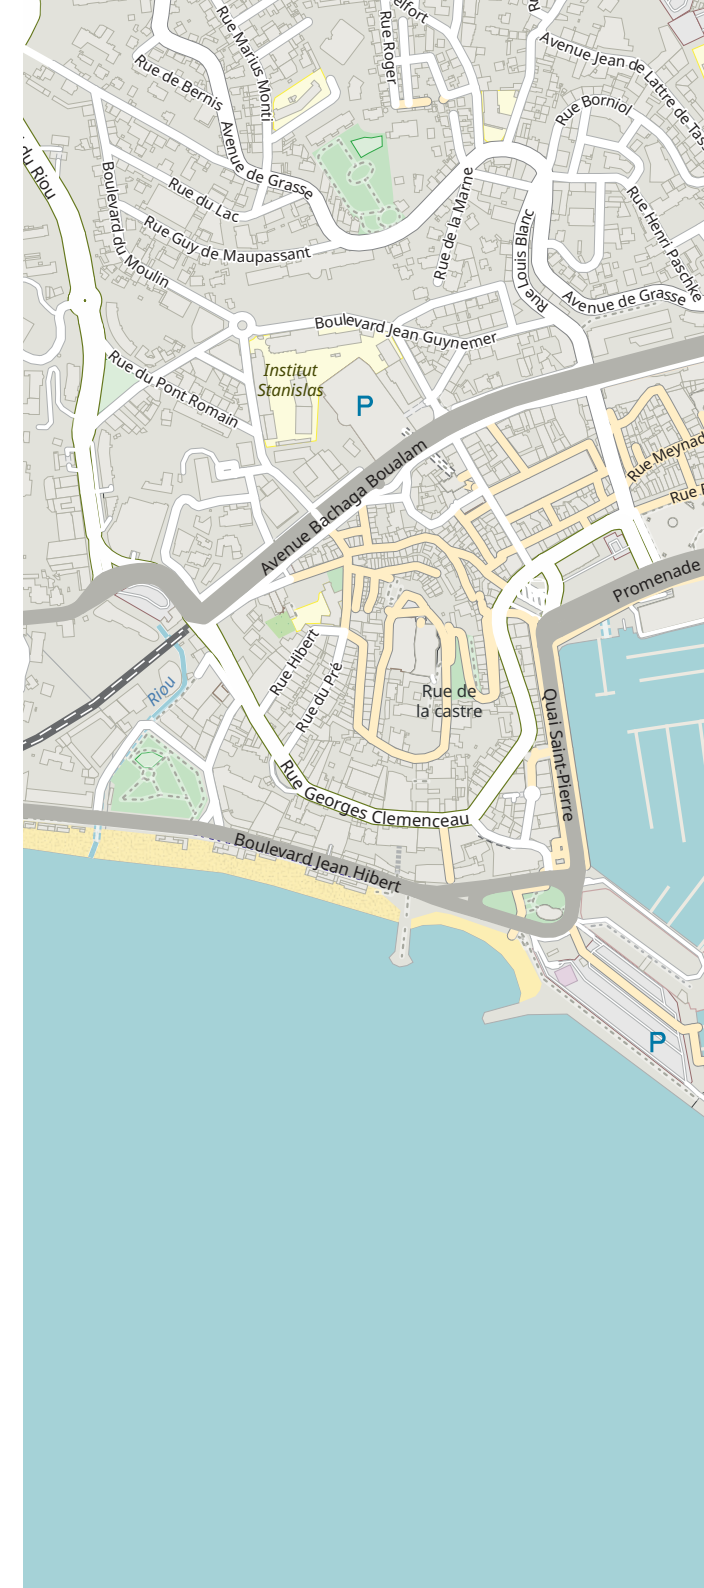 elfort
Rue Roger
Rue Marius Monti
Rue de Bernis
Avenue Jean de Lattre de Tass
Rue Borniol
du Riou
Avenue de Grasse
Boulevard du Moulin
Rue du Lac
Rue de la Marne
Rue Henri Paschke
Rue Guy de Maupassant
Rue Louis Blanc
Avenue de Grasse
Boulevard Jean Guynemer
Rue du Pont Romain
Institut
Stanislas
P
Avenue Bachaga Boualam
Rue Meynad
Rue
Promenade
Rue Hibert
Rue du Pré
Riou
Rue de
la castre
Quai Saint-Pierre
Rue Georges Clemenceau
Boulevard Jean Hibert
P